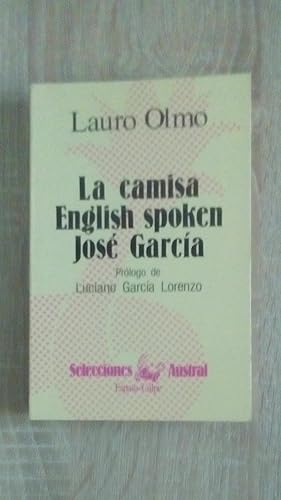 Lauro Olmo
La camisa
English spoken
José García
Prólogo de
Luciano García Lorenzo
Selecciones Austral
Espasa-Calpe